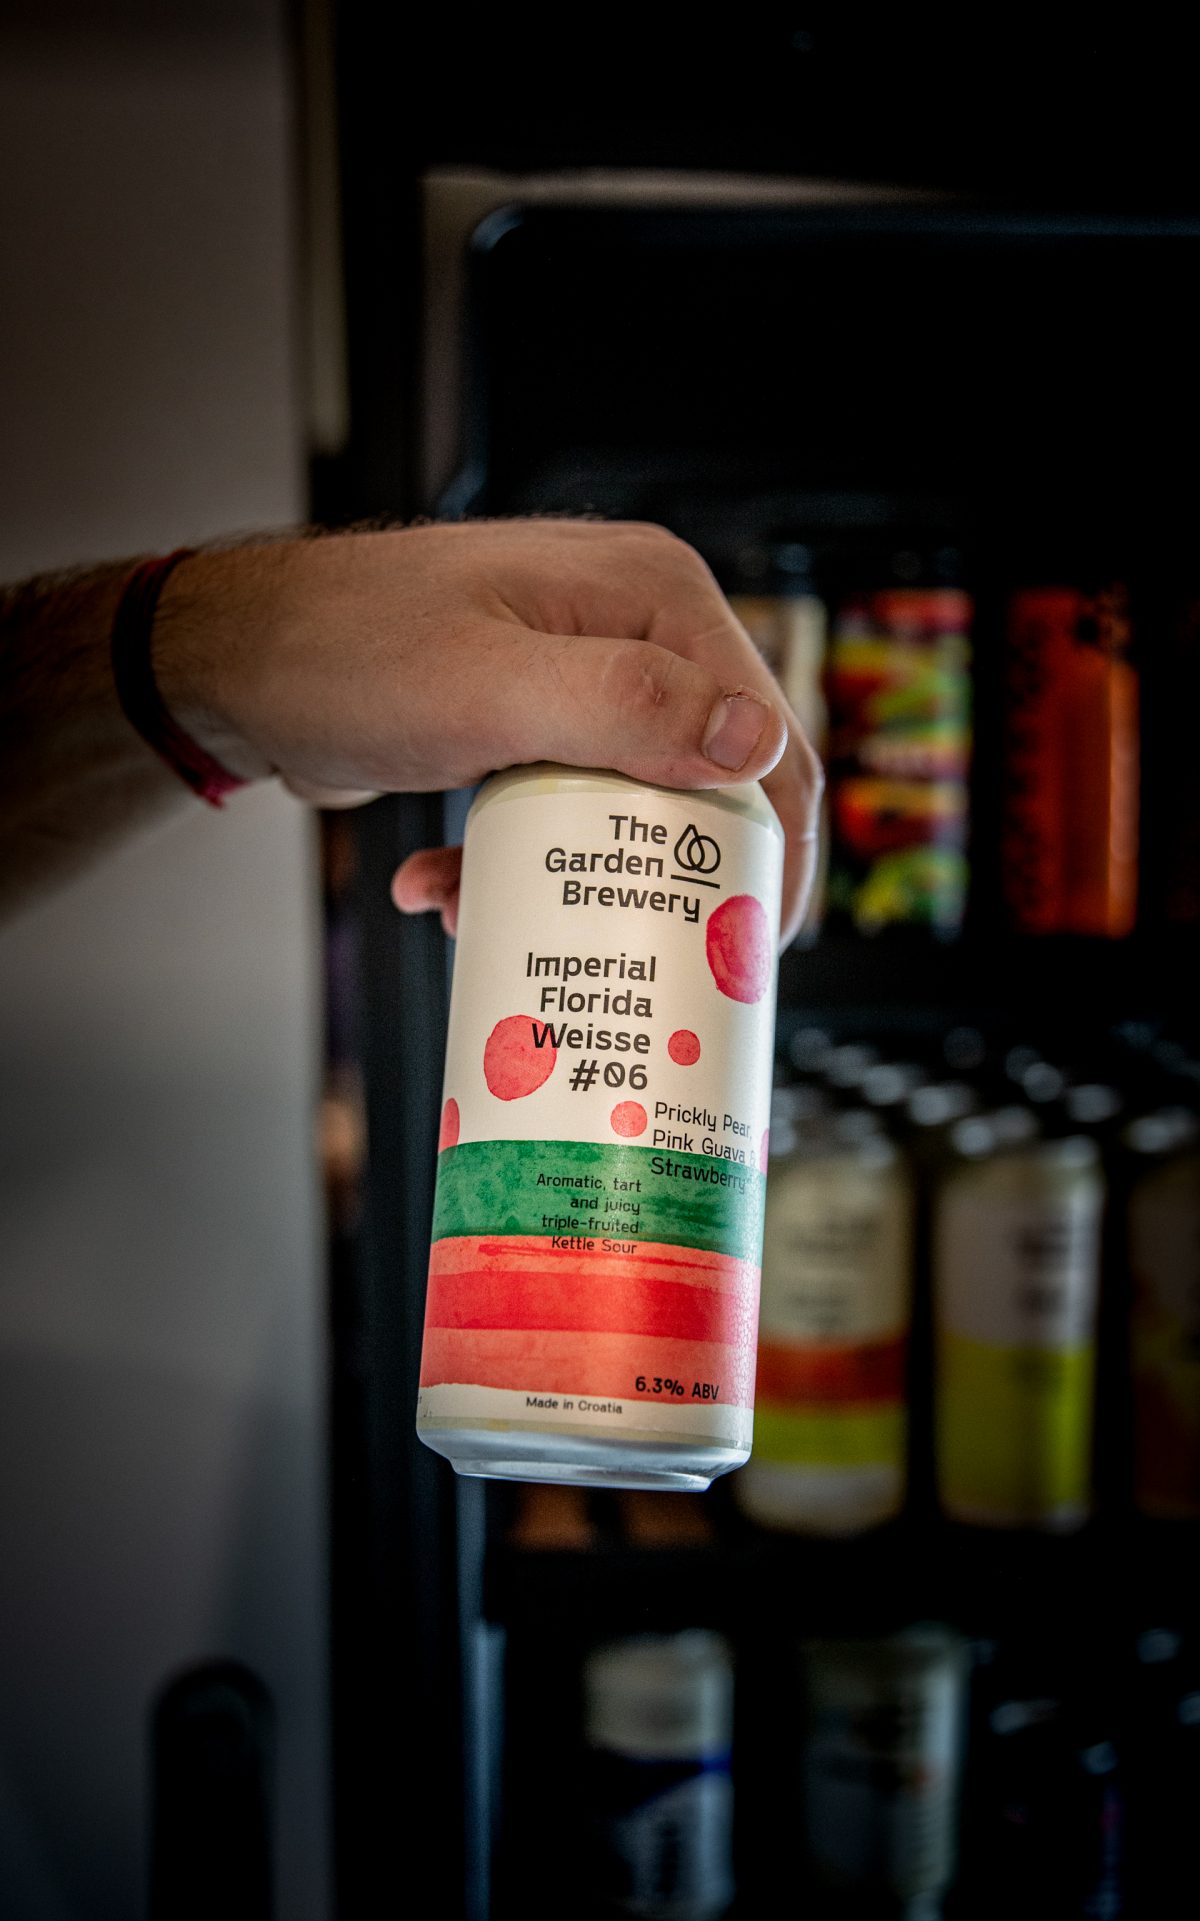 The
Garden
Brewery
Imperial
Florida
Weisse
#06
Prickly Pear,
Pink Guava &
Strawberry
Aromatic, tart
and juicy
triple-fruited
Kettle Sour
6.3% ABV
Made in Croatia